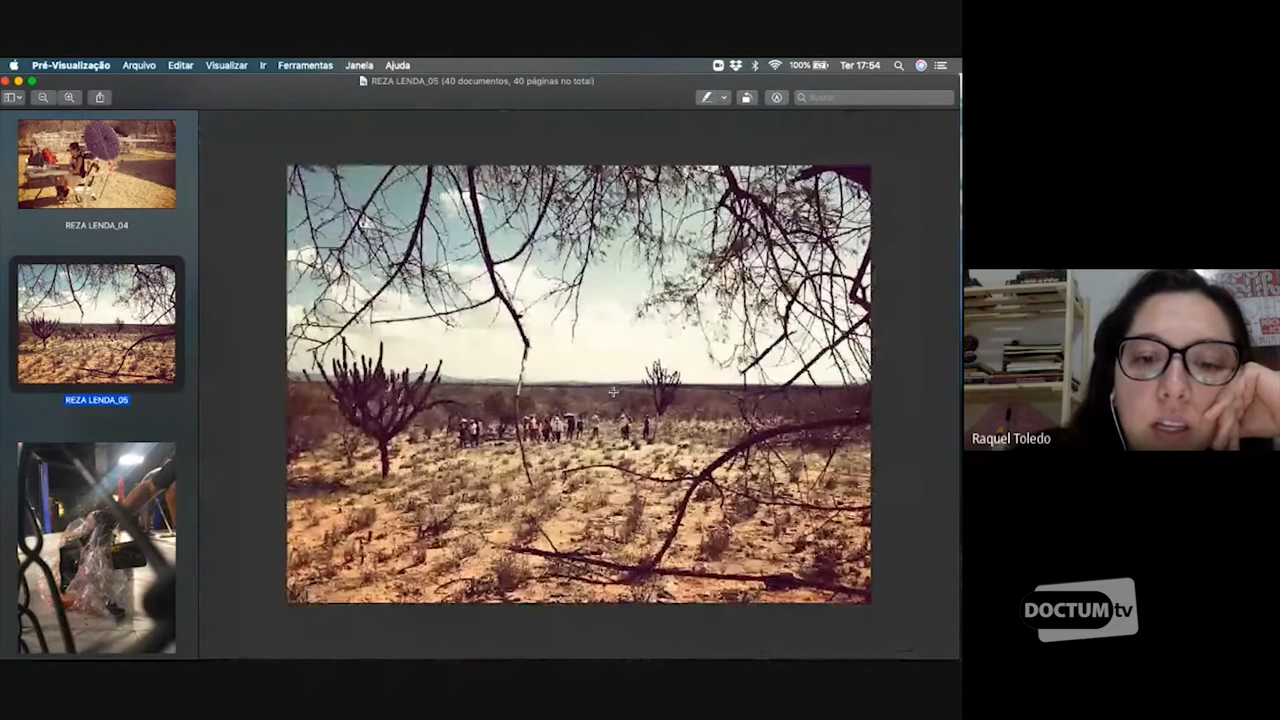 Pré-Visualização Arquivo Editar Visualizar Ir Ferramentas Janela Ajuda 100% Ter 17:54
REZA LENDA_05 (40 documentos, 40 páginas no total)
Buscar
REZA LENDA_04
REZA LENDA_05
Raquel Toledo
DOCTUM tv